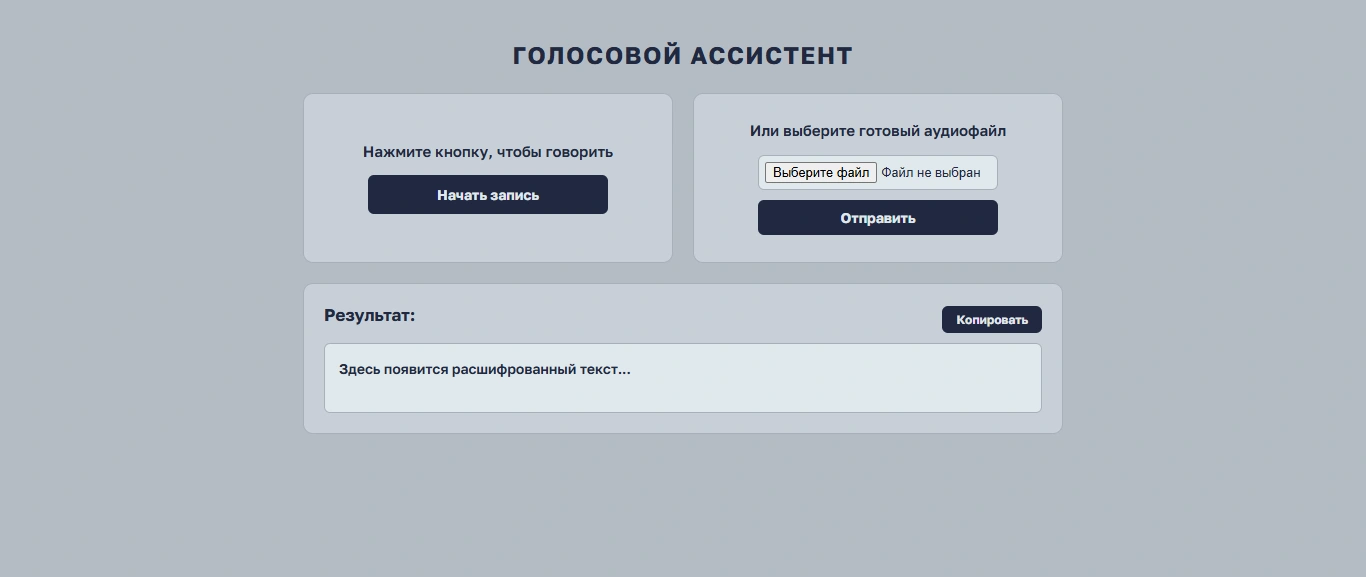 ГОЛОСОВОЙ АССИСТЕНТ
Нажмите кнопку, чтобы говорить
Начать запись
Или выберите готовый аудиофайл
Выберите файл Файл не выбран
Отправить
Результат:
Копировать
Здесь появится расшифрованный текст...